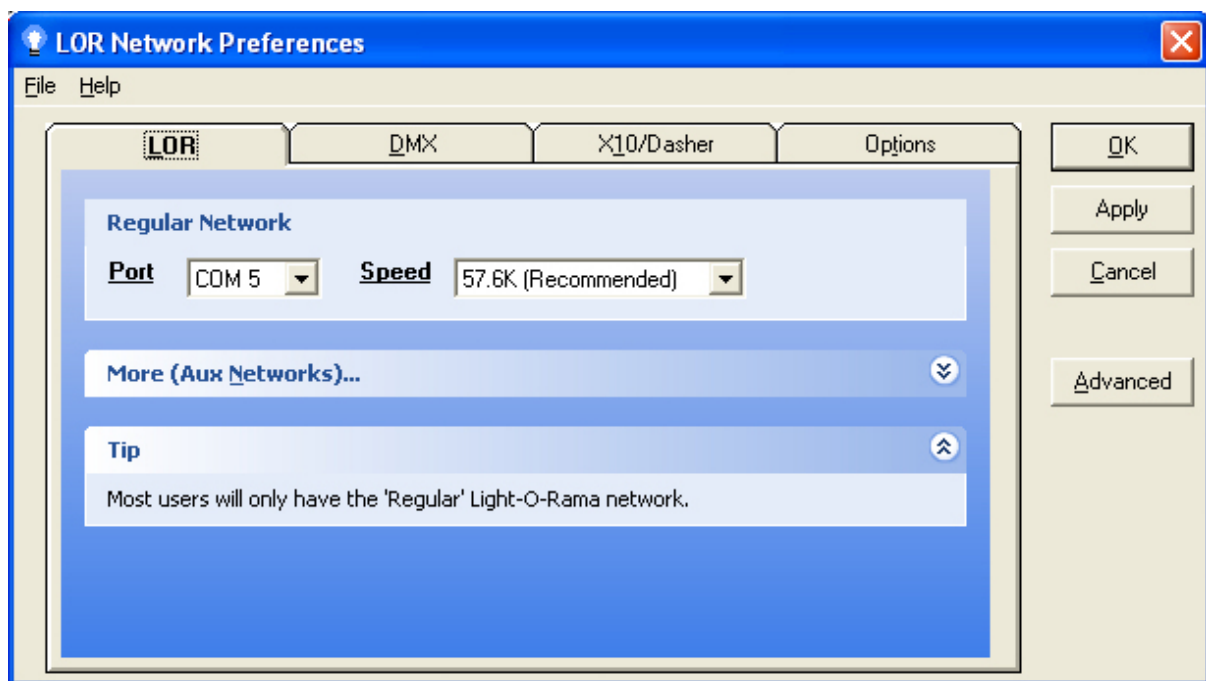 LOR Network Preferences
File Help
LOR DMX X10/Dasher Options
OK
Apply
Cancel
Advanced
Regular Network
Port COM 5 Speed 57.6K (Recommended)
More (Aux Networks)...
Tip
Most users will only have the 'Regular' Light-O-Rama network.